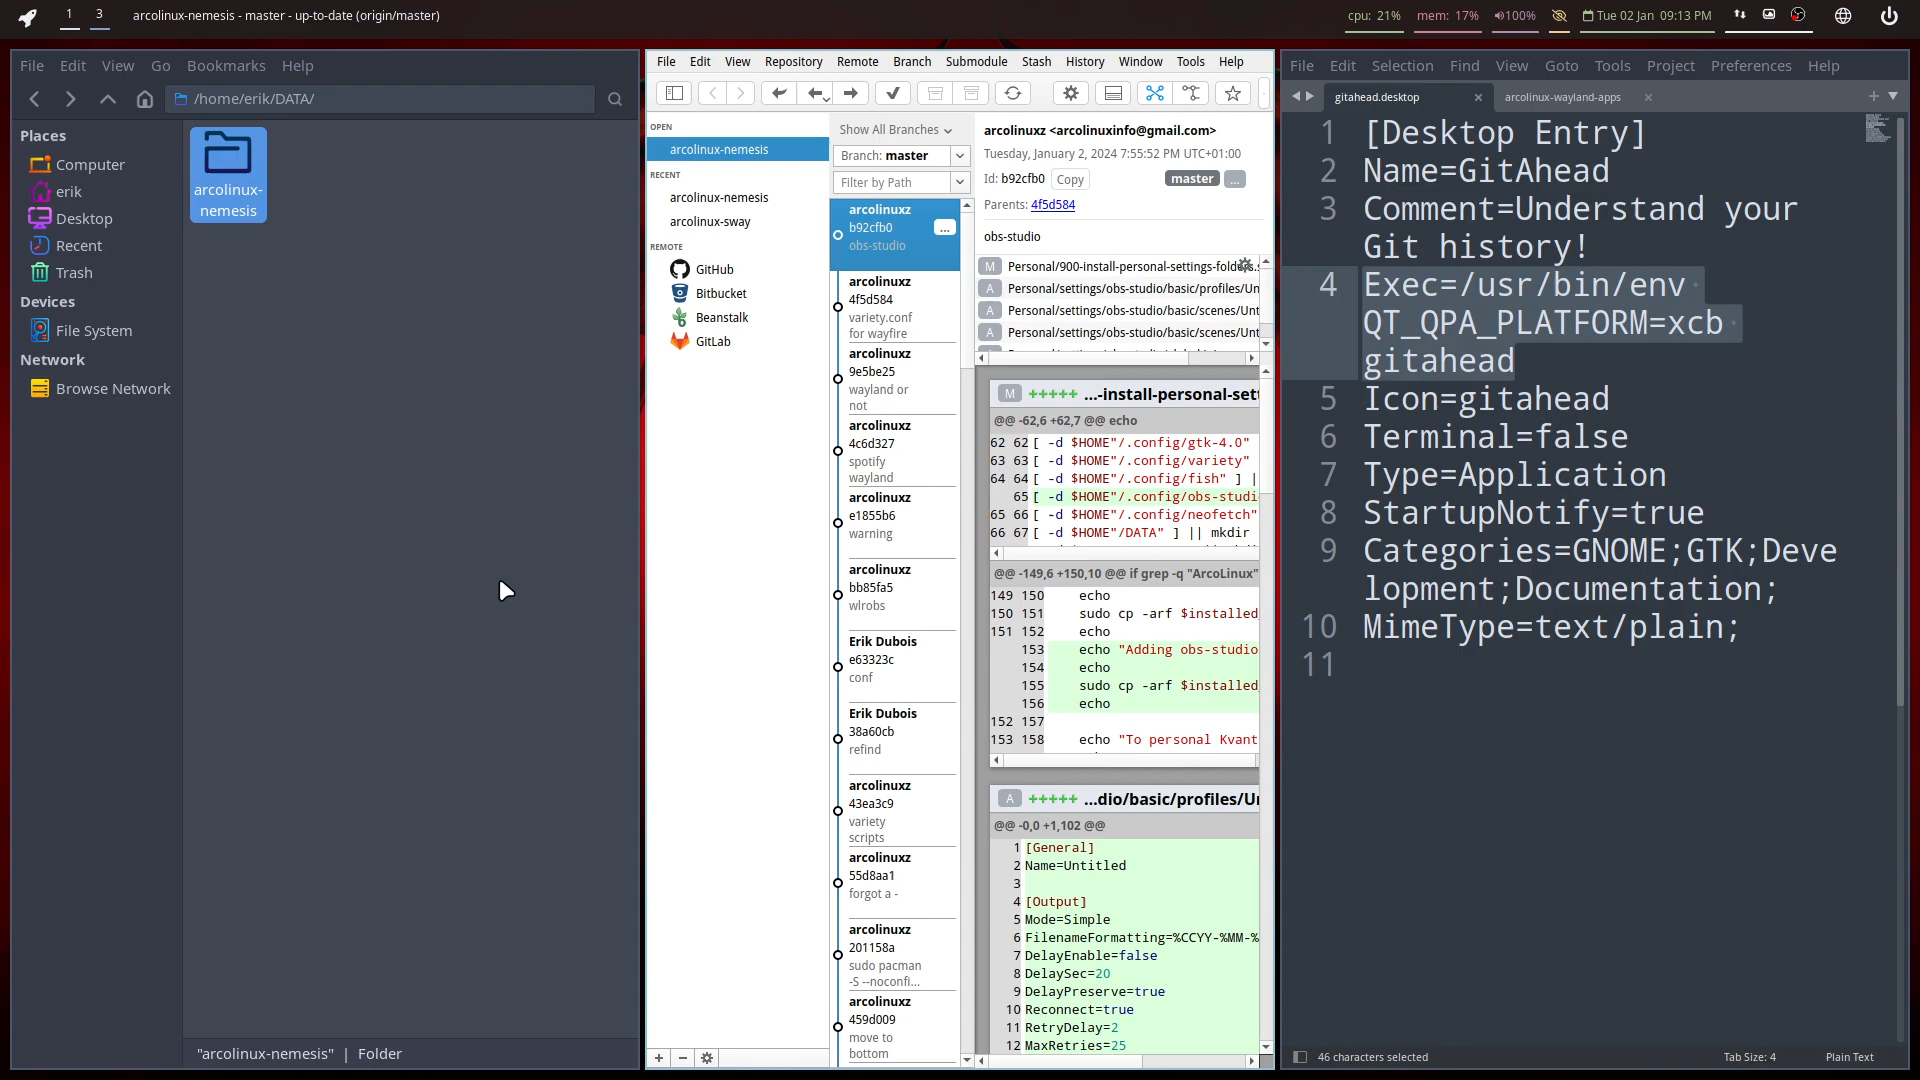 1
3
arcolinux-nemesis - master - up-to-date (origin/master)
cpu: 21%
mem: 17%
100%
Tue 02 Jan 09:13 PM
File Edit View Go Bookmarks Help
/home/erik/DATA/
Places
Computer
erik
Desktop
Recent
Trash
Devices
File System
Network
Browse Network
arcolinux-
nemesis
"arcolinux-nemesis" | Folder
File Edit View Repository Remote Branch Submodule Stash History Window Tools Help
OPEN
arcolinux-nemesis
RECENT
arcolinux-nemesis
arcolinux-sway
REMOTE
GitHub
Bitbucket
Beanstalk
GitLab
Show All Branches
Branch: master
Filter by Path
arcolinuxz
b92cfb0
...
obs-studio
arcolinuxz
4f5d584
variety.conf
for wayfire
arcolinuxz
9e5be25
wayland or
not
arcolinuxz
4c6d327
spotify
wayland
arcolinuxz
e1855b6
warning
arcolinuxz
bb85fa5
wlrobs
Erik Dubois
e63323c
conf
Erik Dubois
38a60cb
refind
arcolinuxz
43ea3c9
variety
scripts
arcolinuxz
55d8aa1
forgot a -
arcolinuxz
201158a
sudo pacman
-S --noconfi...
arcolinuxz
459d009
move to
bottom
arcolinuxz <arcolinuxinfo@gmail.com>
Tuesday, January 2, 2024 7:55:52 PM UTC+01:00
Id: b92cfb0 Copy master ...
Parents: 4f5d584
obs-studio
M Personal/900-install-personal-settings-folders.s
A Personal/settings/obs-studio/basic/profiles/Un
A Personal/settings/obs-studio/basic/scenes/Unt
A Personal/settings/obs-studio/basic/scenes/Unt
M +++++ ...-install-personal-sett
@@ -62,6 +62,7 @@ echo
62 62 [ -d $HOME"/.config/gtk-4.0"
63 63 [ -d $HOME"/.config/variety"
64 64 [ -d $HOME"/.config/fish" ] |
65 [ -d $HOME"/.config/obs-studi
65 66 [ -d $HOME"/.config/neofetch"
66 67 [ -d $HOME"/DATA" ] || mkdir
@@ -149,6 +150,10 @@ if grep -q "ArcoLinux"
149 150 echo
150 151 sudo cp -arf $installed_
151 152 echo
153 echo "Adding obs-studio
154 echo
155 sudo cp -arf $installed_
156 echo
152 157
153 158 echo "To personal Kvant
A +++++ ...dio/basic/profiles/Un
@@ -0,0 +1,102 @@
1 [General]
2 Name=Untitled
3
4 [Output]
5 Mode=Simple
6 FilenameFormatting=%CCYY-%MM-%
7 DelayEnable=false
8 DelaySec=20
9 DelayPreserve=true
10 Reconnect=true
11 RetryDelay=2
12 MaxRetries=25
File Edit Selection Find View Goto Tools Project Preferences Help
gitahead.desktop
arcolinux-wayland-apps
1 [Desktop Entry]
2 Name=GitAhead
3 Comment=Understand your
Git history!
4 Exec=/usr/bin/env
QT_QPA_PLATFORM=xcb
gitahead
5 Icon=gitahead
6 Terminal=false
7 Type=Application
8 StartupNotify=true
9 Categories=GNOME;GTK;Deve
lopment;Documentation;
10 MimeType=text/plain;
11
46 characters selected
Tab Size: 4
Plain Text